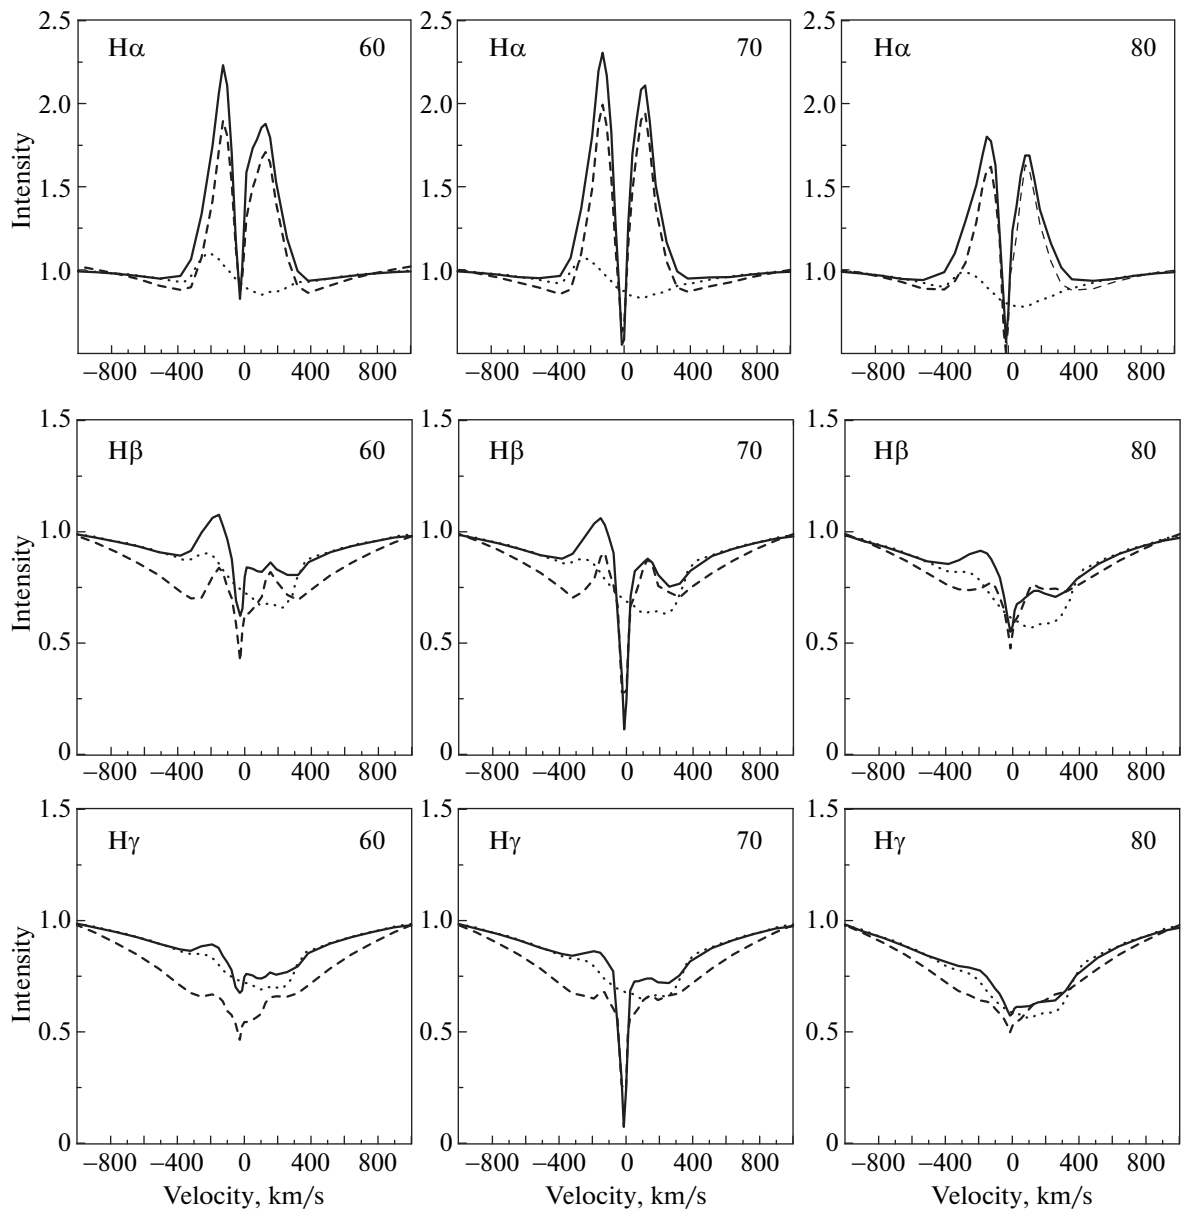 2.5 2.5 2.5
Hα 60 Hα 70 Hα 80
2.0 2.0 2.0
Intensity
1.5 1.5 1.5
1.0 1.0 1.0
−800 −400 0 400 800 −800 −400 0 400 800 −800 −400 0 400 800
1.5 1.5 1.5
Hβ 60 Hβ 70 Hβ 80
1.0 1.0 1.0
Intensity
0.5 0.5 0.5
0 0 0
−800 −400 0 400 800 −800 −400 0 400 800 −800 −400 0 400 800
1.5 1.5 1.5
Hγ 60 Hγ 70 Hγ 80
1.0 1.0 1.0
Intensity
0.5 0.5 0.5
0 0 0
−800 −400 0 400 800 −800 −400 0 400 800 −800 −400 0 400 800
Velocity, km/s Velocity, km/s Velocity, km/s